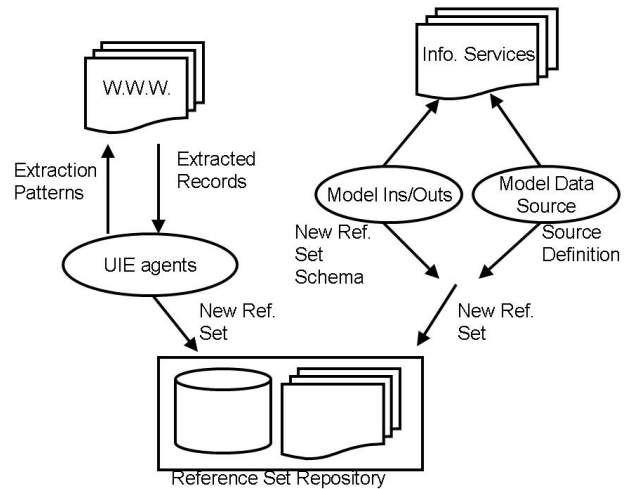 W.W.W.
Info. Services
Extraction
Patterns
Extracted
Records
Model Ins/Outs
Model Data
Source
UIE agents
New Ref.
Set
Schema
Source
Definition
New Ref.
Set
New Ref.
Set
Reference Set Repository